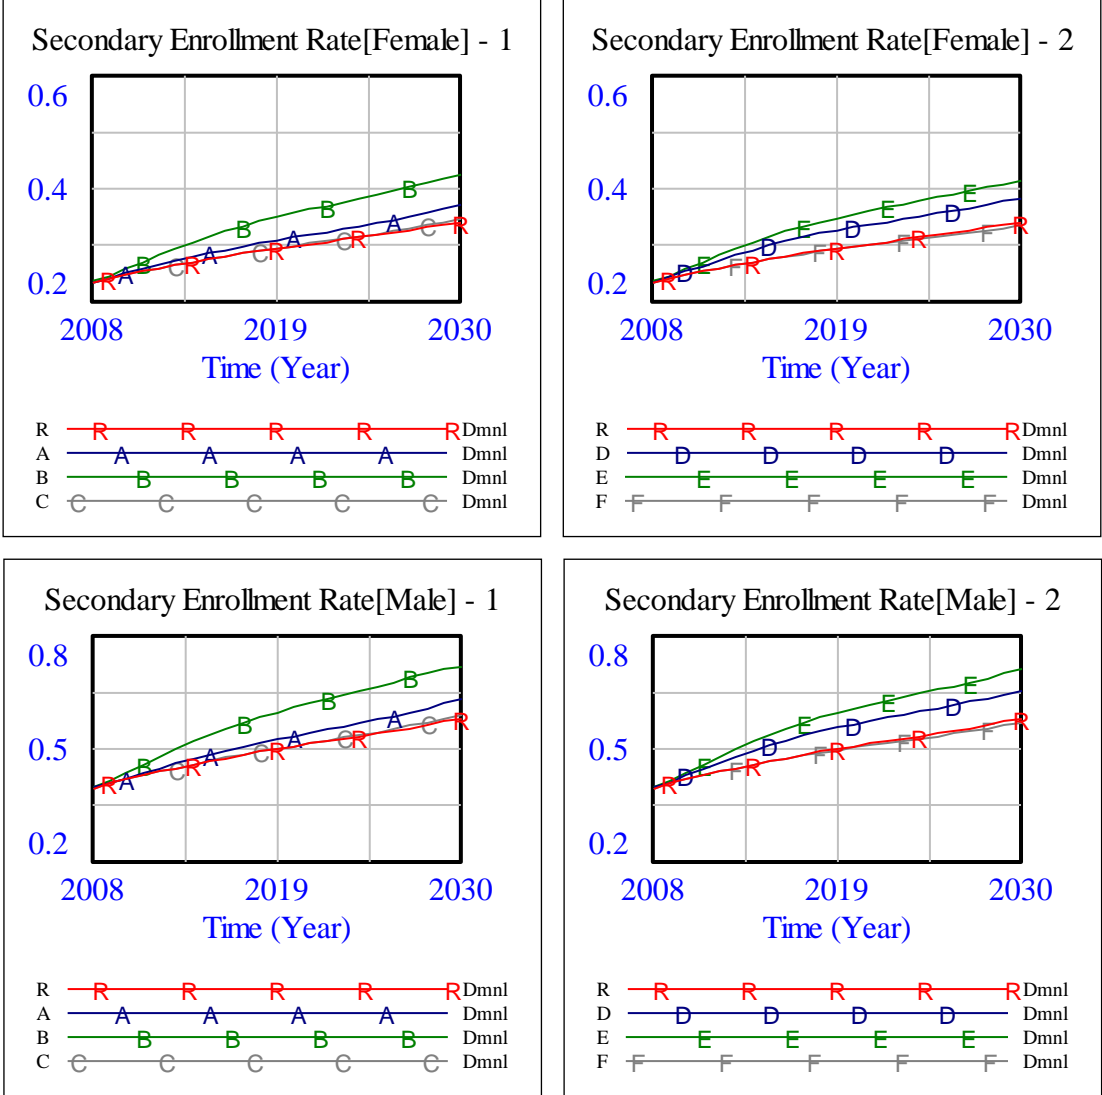 Secondary Enrollment Rate[Female] - 1
0.6
B
0.4
B
B
A
C
R
A
C
R
B
A
C
R
A
C
R
0.2
R
2008 2019 2030
Time (Year)
R R R R R R Dmnl
A A A A A Dmnl
B B B B B Dmnl
C C C C C C Dmnl
Secondary Enrollment Rate[Female] - 2
0.6
E
0.4
E
D
E
D
R
F
F
R
D
F
R
E
F
R
D
0.2
R
2008 2019 2030
Time (Year)
R R R R R R Dmnl
D D D D D Dmnl
E E E E E Dmnl
F F F F F F Dmnl
Secondary Enrollment Rate[Male] - 1
0.8
B
B
B
A
C
R
0.5
A
C
R
A
C
R
B
C
R
A
R
0.2
2008 2019 2030
Time (Year)
R R R R R R Dmnl
A A A A A Dmnl
B B B B B Dmnl
C C C C C C Dmnl
Secondary Enrollment Rate[Male] - 2
0.8
E
E
D
E
D
R
F
0.5
D
F
R
F
R
E
F
R
D
R
0.2
2008 2019 2030
Time (Year)
R R R R R R Dmnl
D D D D D Dmnl
E E E E E Dmnl
F F F F F F Dmnl